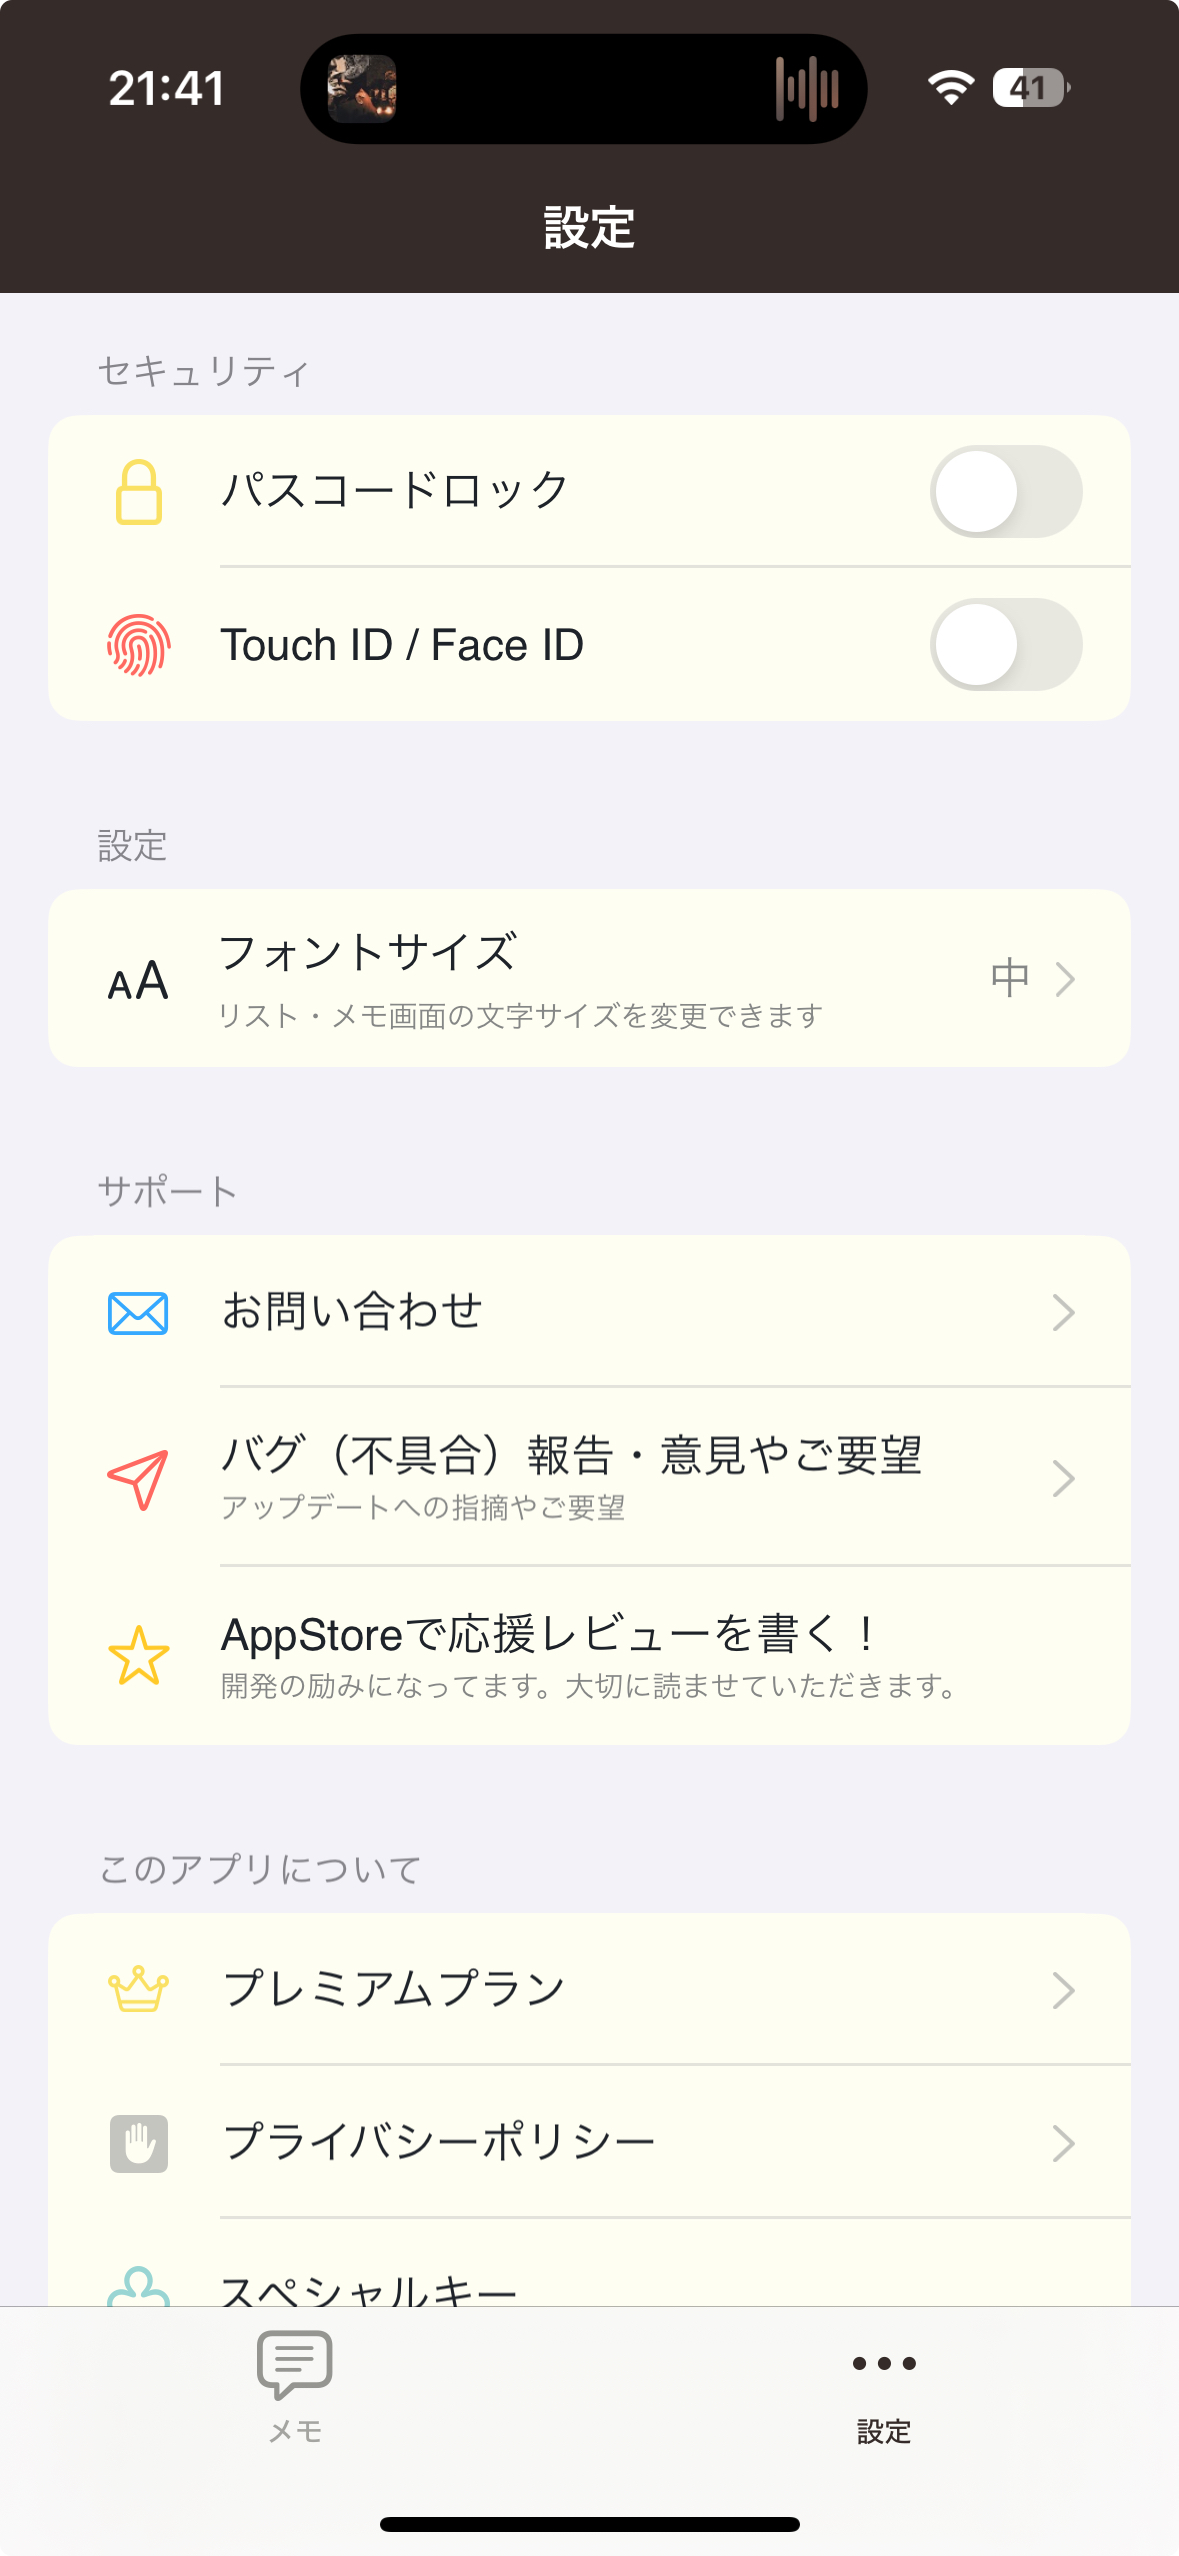 21:41
41
設定
セキュリティ
パスコードロック
Touch ID / Face ID
設定
フォントサイズ
リスト・メモ画面の文字サイズを変更できます
中
サポート
お問い合わせ
バグ（不具合）報告・意見やご要望
アップデートへの指摘やご要望
AppStoreで応援レビューを書く！
開発の励みになってます。大切に読ませていただきます。
このアプリについて
プレミアムプラン
プライバシーポリシー
スペシャルキー
メモ
設定